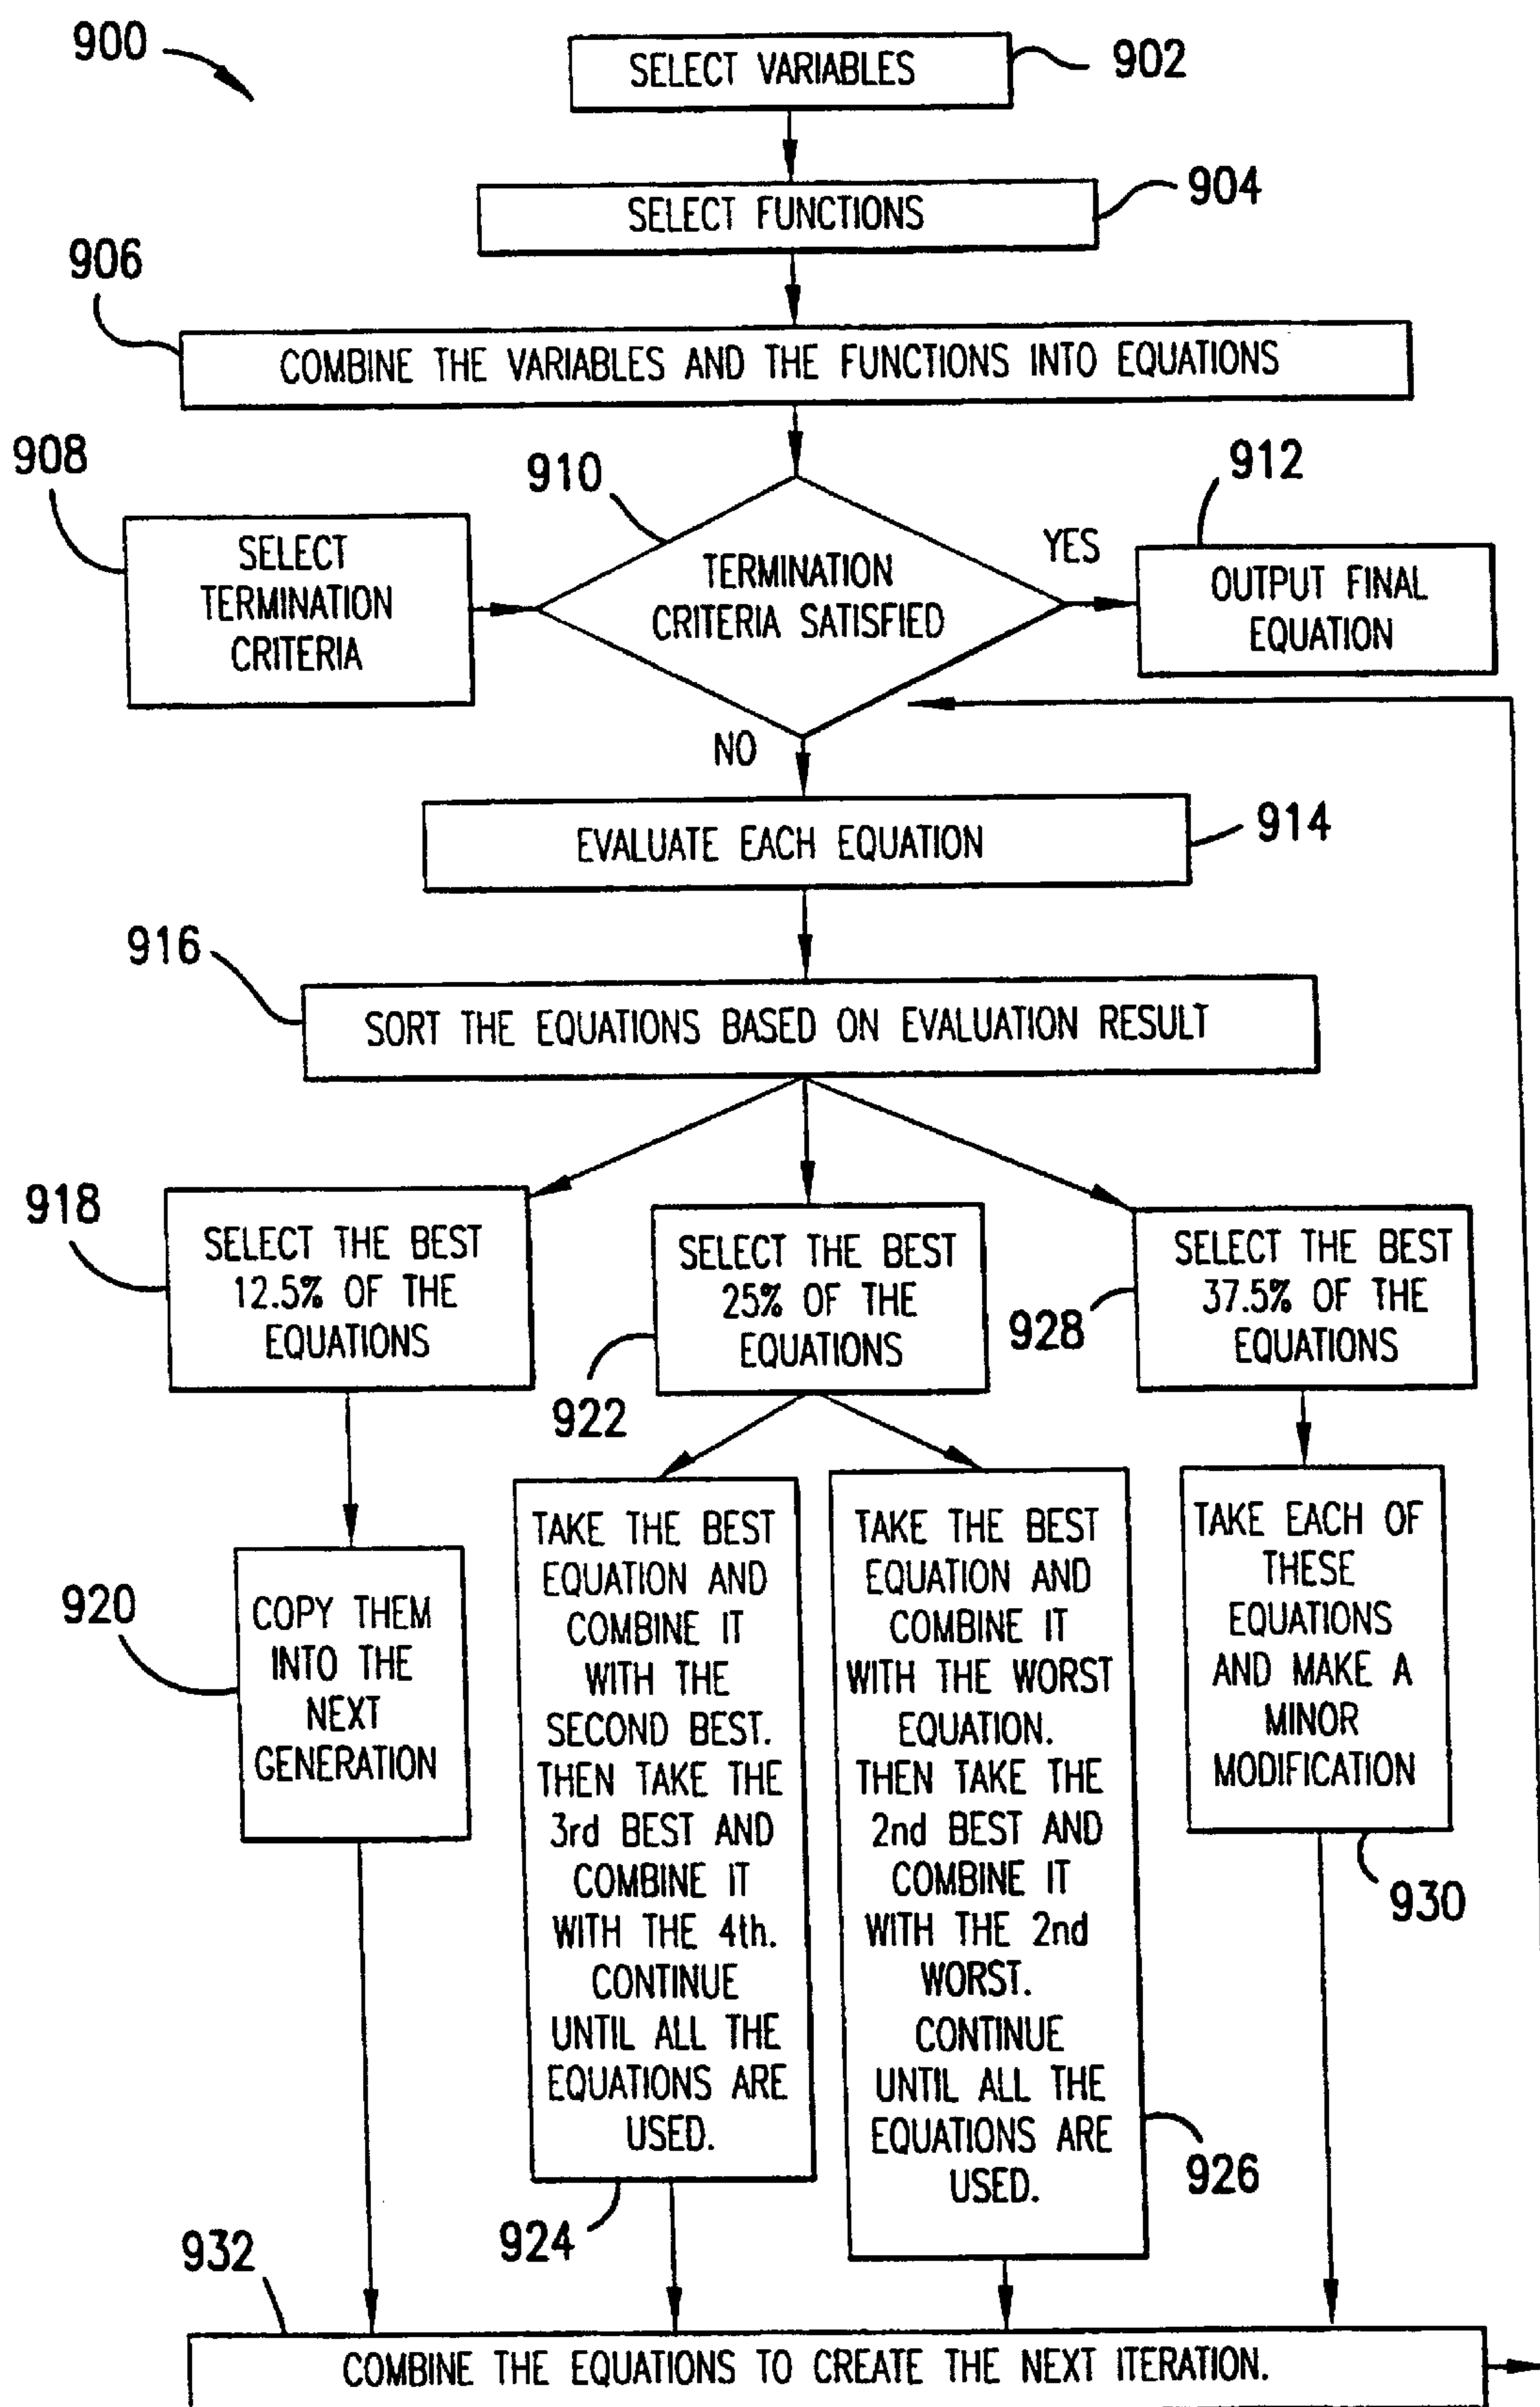 900
SELECT VARIABLES
902
SELECT FUNCTIONS
904
906
COMBINE THE VARIABLES AND THE FUNCTIONS INTO EQUATIONS
908
SELECT
TERMINATION
CRITERIA
910
TERMINATION
CRITERIA SATISFIED
YES
912
OUTPUT FINAL
EQUATION
NO
EVALUATE EACH EQUATION
914
916
SORT THE EQUATIONS BASED ON EVALUATION RESULT
918
SELECT THE BEST
12.5% OF THE
EQUATIONS
SELECT THE BEST
25% OF THE
EQUATIONS
922
928
SELECT THE BEST
37.5% OF THE
EQUATIONS
920
COPY THEM
INTO THE
NEXT
GENERATION
TAKE THE BEST
EQUATION AND
COMBINE IT
WITH THE
SECOND BEST.
THEN TAKE THE
3rd BEST AND
COMBINE IT
WITH THE 4th.
CONTINUE
UNTIL ALL THE
EQUATIONS ARE
USED.
924
TAKE THE BEST
EQUATION AND
COMBINE IT
WITH THE WORST
EQUATION.
THEN TAKE THE
2nd BEST AND
COMBINE IT
WITH THE 2nd
WORST.
CONTINUE
UNTIL ALL THE
EQUATIONS ARE
USED.
926
TAKE EACH OF
THESE
EQUATIONS
AND MAKE A
MINOR
MODIFICATION
930
932
COMBINE THE EQUATIONS TO CREATE THE NEXT ITERATION.